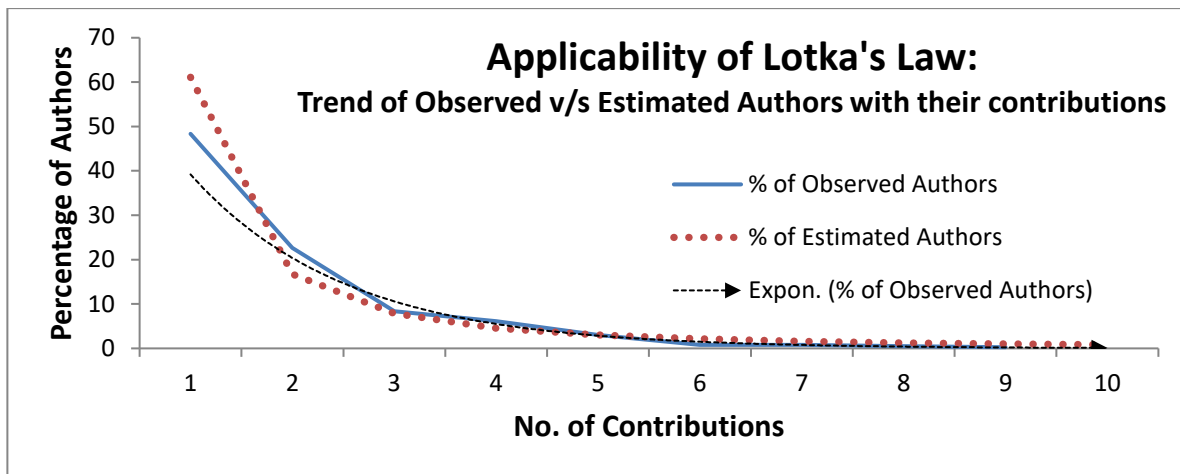 Applicability of Lotka's Law:
Trend of Observed v/s Estimated Authors with their contributions
Percentage of Authors
70
60
50
40
30
20
10
0
% of Observed Authors
% of Estimated Authors
Expon. (% of Observed Authors)
1 2 3 4 5 6 7 8 9 10
No. of Contributions